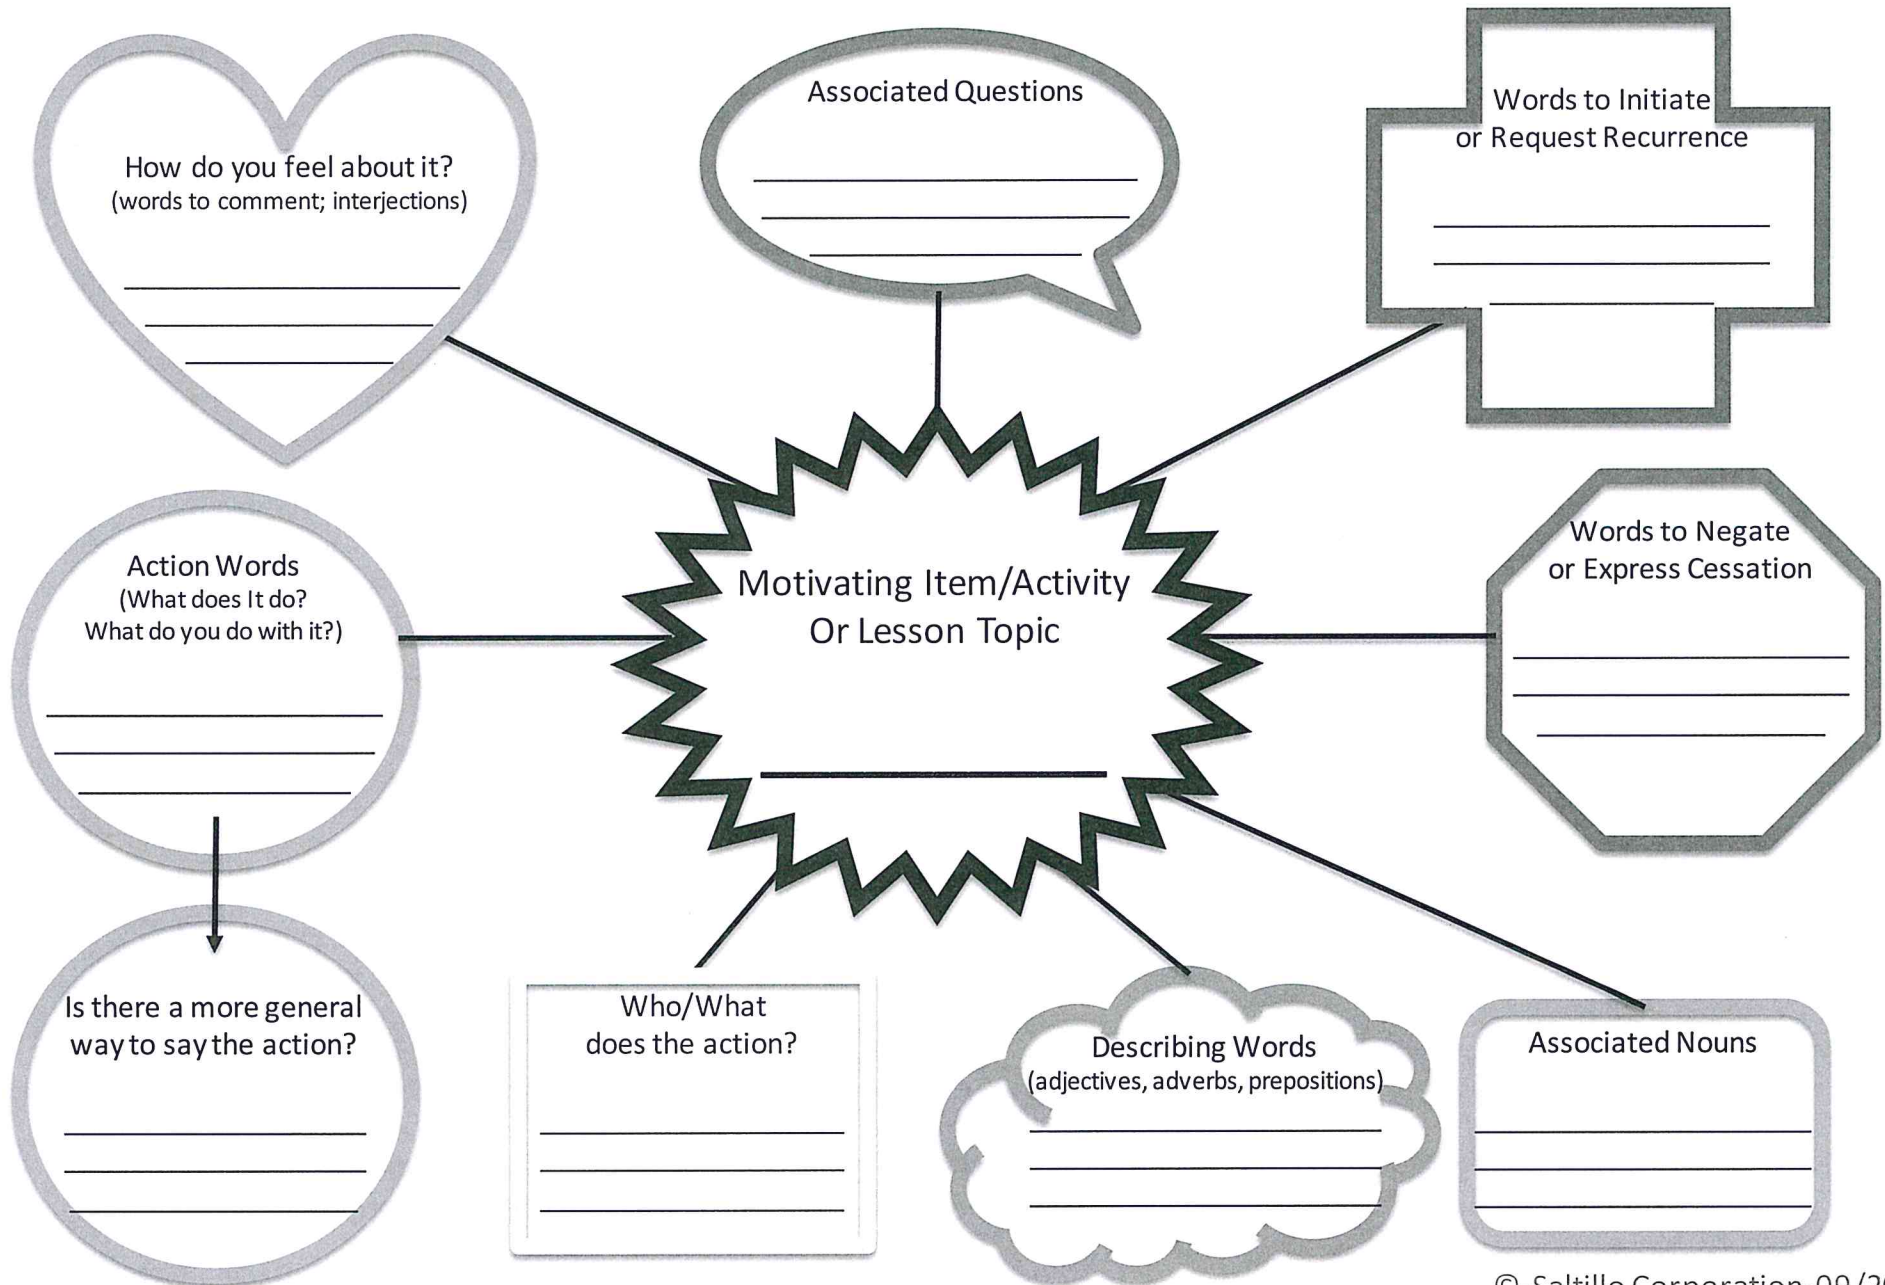 How do you feel about it?
(words to comment; interjections)
Associated Questions
Words to Initiate
or Request Recurrence
Action Words
(What does It do?
What do you do with it?)
Motivating Item/Activity
Or Lesson Topic
Words to Negate
or Express Cessation
Is there a more general
way to say the action?
Who/What
does the action?
Describing Words
(adjectives, adverbs, prepositions)
Associated Nouns
© Saltillo Corporation